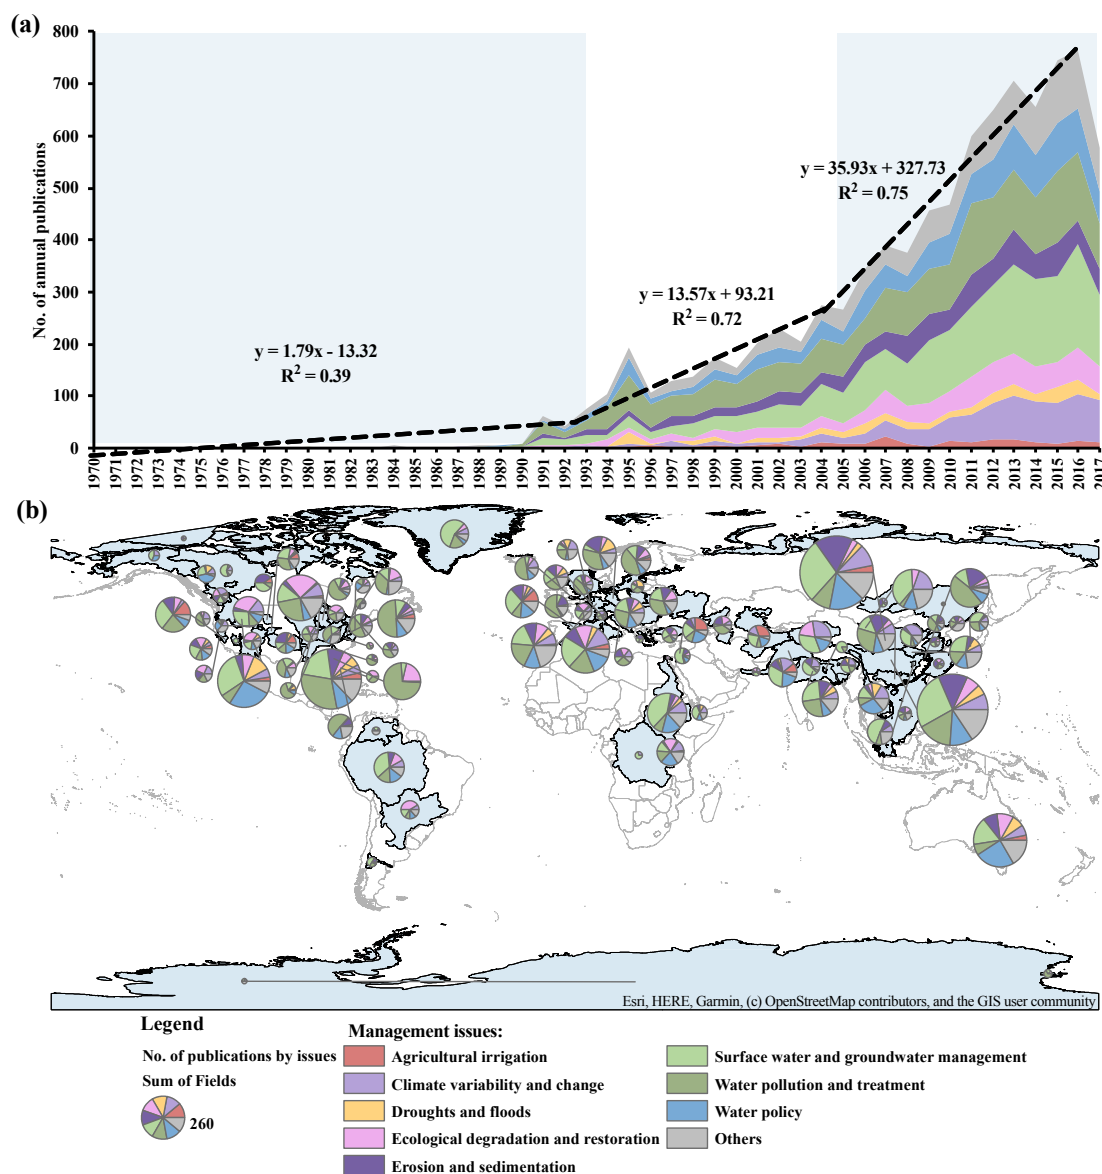 (a)
800
700
600
500
400
300
200
100
0
No. of annual publications
y = 1.79x - 13.32
R² = 0.39
y = 13.57x + 93.21
R² = 0.72
y = 35.93x + 327.73
R² = 0.75
1970 1971 1972 1973 1974 1975 1976 1977 1978 1979 1980 1981 1982 1983 1984 1985 1986 1987 1988 1989 1990 1991 1992 1993 1994 1995 1996 1997 1998 1999 2000 2001 2002 2003 2004 2005 2006 2007 2008 2009 2010 2011 2012 2013 2014 2015 2016 2017
(b)
Esri, HERE, Garmin, (c) OpenStreetMap contributors, and the GIS user community
Legend
No. of publications by issues
Sum of Fields
260
Management issues:
Agricultural irrigation
Climate variability and change
Droughts and floods
Ecological degradation and restoration
Erosion and sedimentation
Surface water and groundwater management
Water pollution and treatment
Water policy
Others